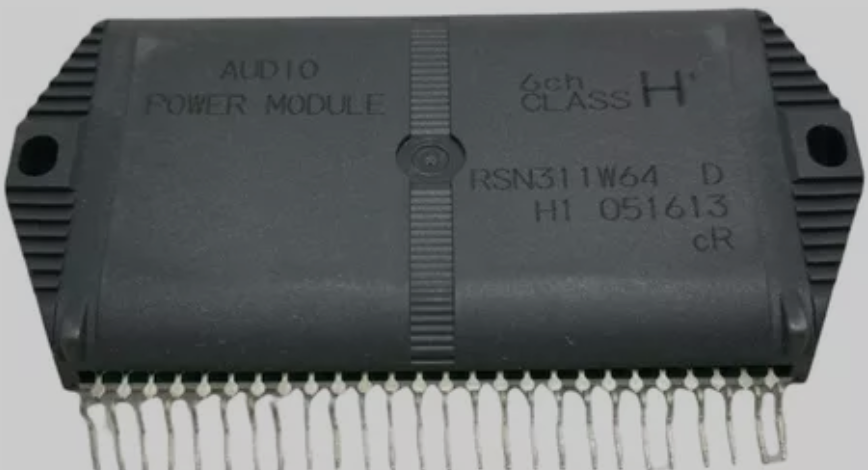 AUDIO
POWER MODULE
6ch
CLASS H'
RSN311W64 D
H1 051613
cR